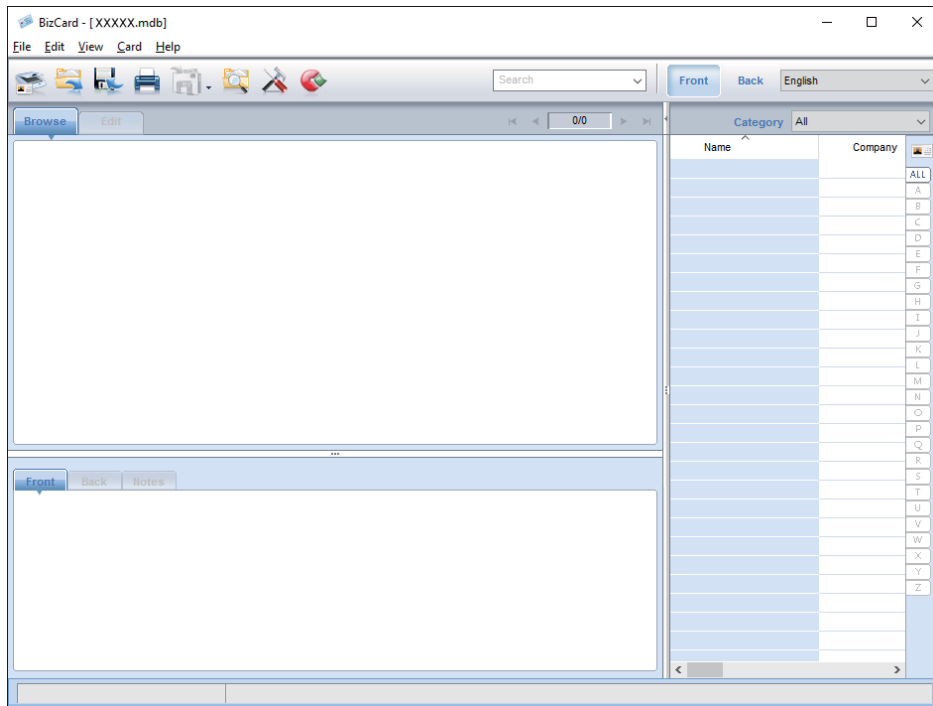 BizCard - [ XXXXX.mdb]
File Edit View Card Help
Search
Front Back English
Browse Edit 0/0 Category All
Name Company
ALL
A
B
C
D
E
F
G
H
I
J
K
L
M
N
O
P
Q
R
S
T
U
V
W
X
Y
Z
Front Back Notes